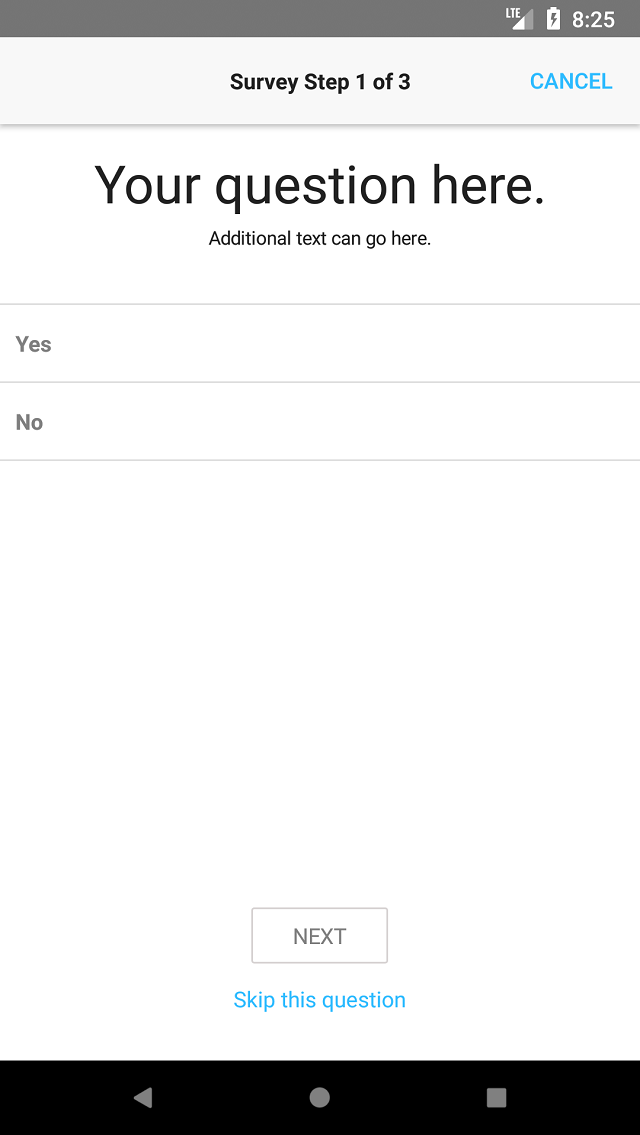 LTE 8:25
Survey Step 1 of 3 CANCEL
Your question here.
Additional text can go here.
Yes
No
NEXT
Skip this question